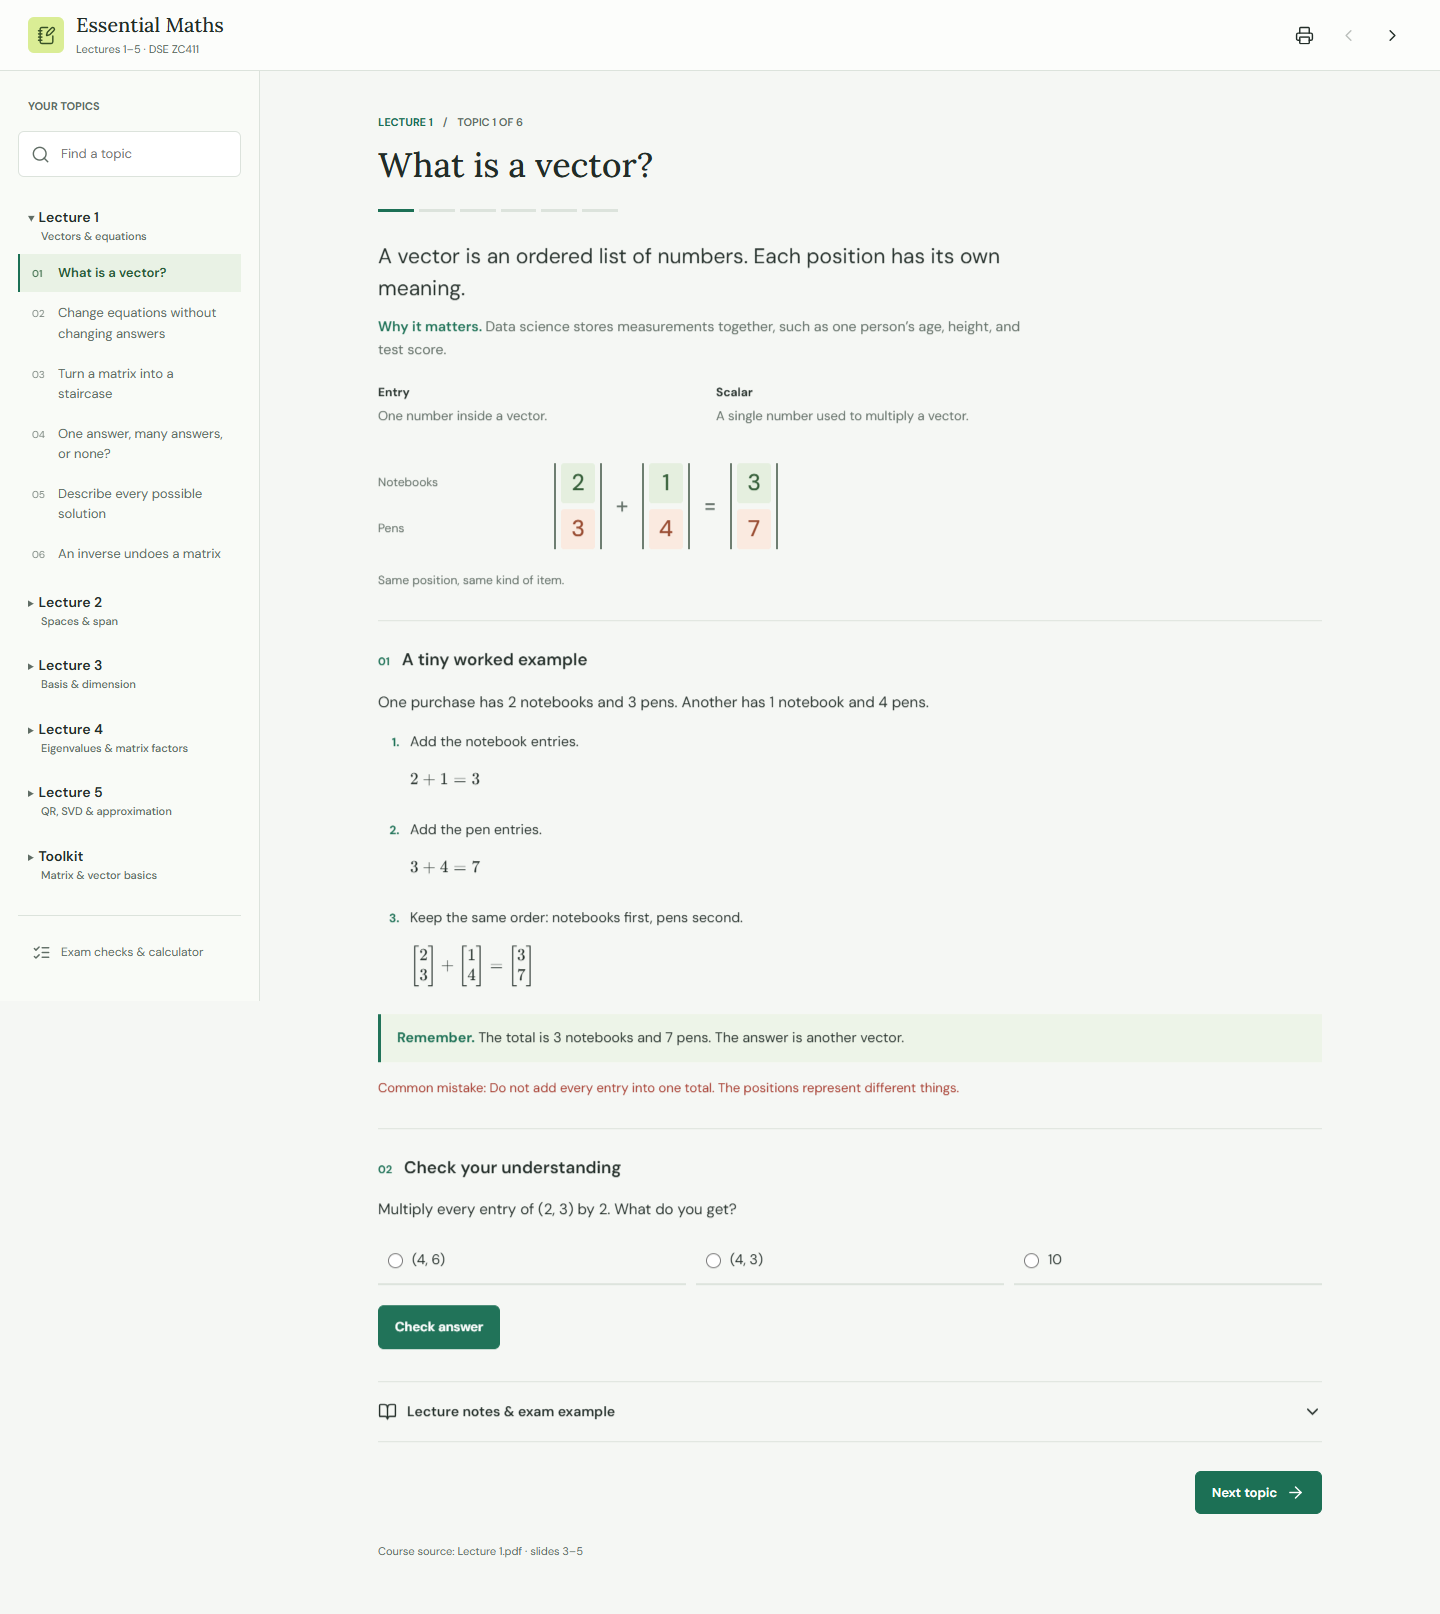 Essential Maths
Lectures 1–5 · DSE ZC411
YOUR TOPICS
Find a topic
▾ Lecture 1
Vectors & equations
01 What is a vector?
02 Change equations without
changing answers
03 Turn a matrix into a
staircase
04 One answer, many answers,
or none?
05 Describe every possible
solution
06 An inverse undoes a matrix
▸ Lecture 2
Spaces & span
▸ Lecture 3
Basis & dimension
▸ Lecture 4
Eigenvalues & matrix factors
▸ Lecture 5
QR, SVD & approximation
▸ Toolkit
Matrix & vector basics
Exam checks & calculator
LECTURE 1 / TOPIC 1 OF 6
What is a vector?
A vector is an ordered list of numbers. Each position has its own
meaning.
Why it matters. Data science stores measurements together, such as one person’s age, height, and
test score.
Entry
One number inside a vector.
Scalar
A single number used to multiply a vector.
Notebooks 2 1 3
+ =
Pens 3 4 7
Same position, same kind of item.
01 A tiny worked example
One purchase has 2 notebooks and 3 pens. Another has 1 notebook and 4 pens.
1. Add the notebook entries.
2 + 1 = 3
2. Add the pen entries.
3 + 4 = 7
3. Keep the same order: notebooks first, pens second.
[2 3] + [1 4] = [3 7]
Remember. The total is 3 notebooks and 7 pens. The answer is another vector.
Common mistake: Do not add every entry into one total. The positions represent different things.
02 Check your understanding
Multiply every entry of (2, 3) by 2. What do you get?
(4, 6) (4, 3) 10
Check answer
Lecture notes & exam example
Next topic →
Course source: Lecture 1.pdf · slides 3–5